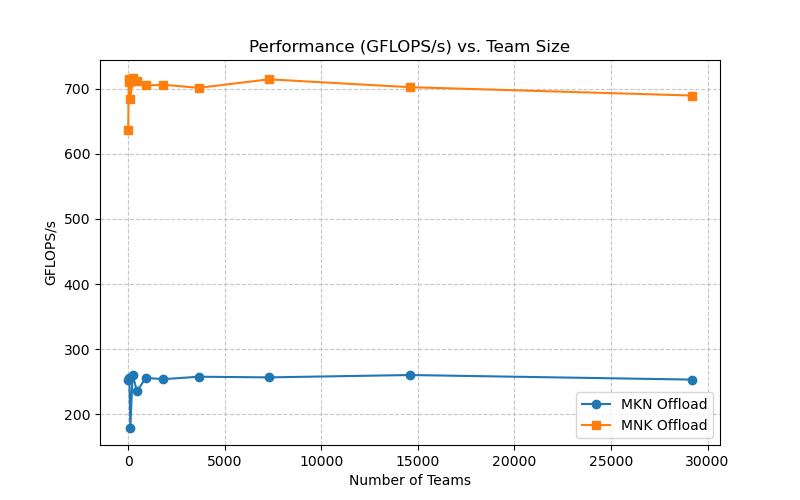 Performance (GFLOPS/s) vs. Team Size
GFLOPS/s
700
600
500
400
300
200
0
5000
10000
15000
20000
25000
30000
Number of Teams
MKN Offload
MNK Offload